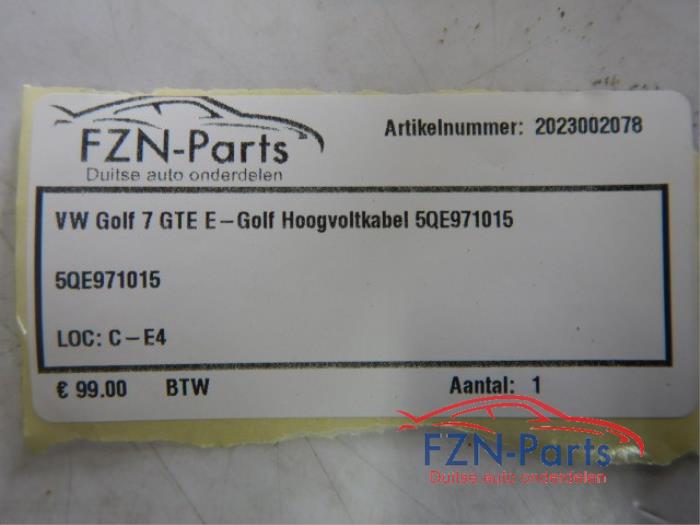 FZN-Parts
Duitse auto onderdelen
Artikelnummer: 2023002078
VW Golf 7 GTE E-Golf Hoogvoltkabel 5QE971015
5QE971015
LOC: C-E4
€ 99.00 BTW Aantal: 1
FZN-Parts
Duitse auto onderdelen